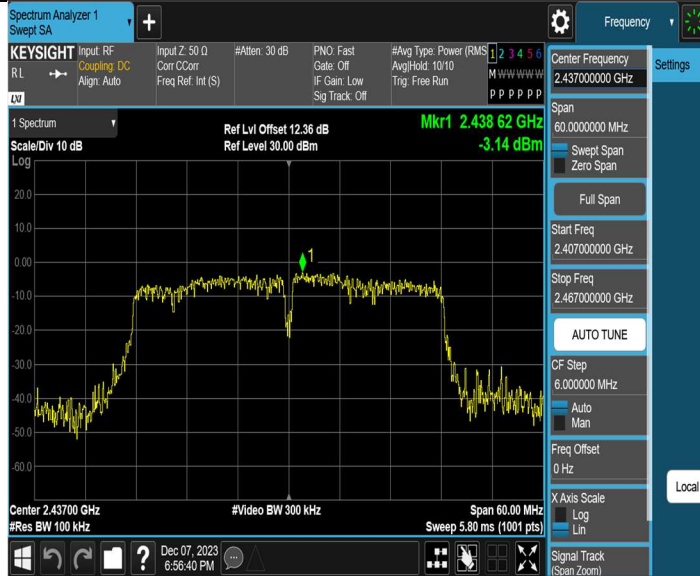 Spectrum Analyzer 1
Swept SA
+
Frequency
KEYSIGHT
Input: RF
Input Z: 50 Ω
#Atten: 30 dB
PNO: Fast
#Avg Type: Power (RMS
1 2 3 4 5 6
RL
Coupling: DC
Corr CCorr
Gate: Off
Avg|Hold: 10/10
M W W W W W
Align: Auto
Freq Ref: Int (S)
IF Gain: Low
Trig: Free Run
Sig Track: Off
P P P P P P
LXI
1 Spectrum
Ref Lvl Offset 12.36 dB
Mkr1 2.438 62 GHz
Scale/Div 10 dB
Ref Level 30.00 dBm
-3.14 dBm
Log
20.0
10.0
0.00
1
-10.0
-20.0
-30.0
-40.0
-50.0
-60.0
Center 2.43700 GHz
#Video BW 300 kHz
Span 60.00 MHz
#Res BW 100 kHz
Sweep 5.80 ms (1001 pts)
?
Dec 07, 2023
6:56:40 PM
Center Frequency
2.437000000 GHz
Settings
Span
60.0000000 MHz
Swept Span
Zero Span
Full Span
Start Freq
2.407000000 GHz
Stop Freq
2.467000000 GHz
AUTO TUNE
CF Step
6.000000 MHz
Auto
Man
Freq Offset
0 Hz
Local
X Axis Scale
Log
Lin
Signal Track
(Span Zoom)